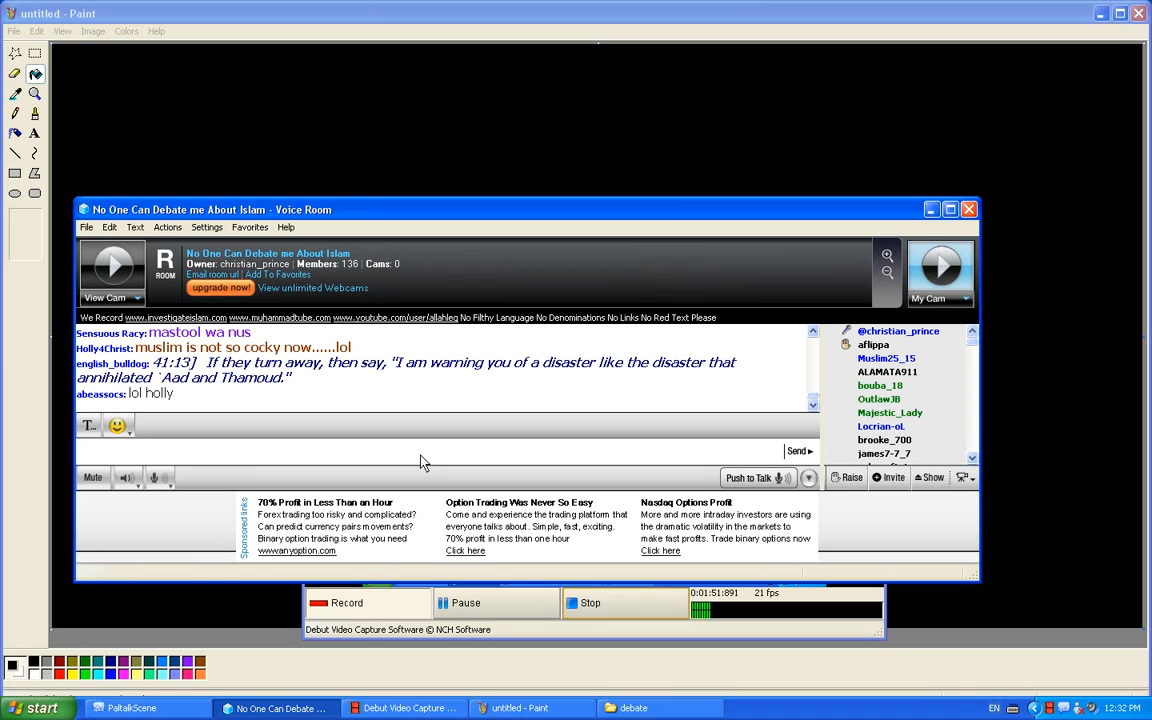 untitled - Paint
File Edit View Image Colors Help
No One Can Debate me About Islam - Voice Room
File Edit Text Actions Settings Favorites Help
View Cam
R
ROOM
No One Can Debate me About Islam
Owner: christian_prince | Members: 136 | Cams: 0
Email room url | Add To Favorites
upgrade now! View unlimited Webcams
My Cam
We Record www.investigateislam.com www.muhammadtube.com www.youtube.com/user/allahleq No Filthy Language No Denominations No Links No Red Text Please
Sensuous Racy: mastool wa nus
Holly4Christ: muslim is not so cocky now......lol
english_bulldog: 41:13] If they turn away, then say, "I am warning you of a disaster like the disaster that
annihilated `Aad and Thamoud."
abeassocs: lol holly
@christian_prince
aflippa
Muslim25_15
ALAMATA911
bouba_18
OutlawJB
Majestic_Lady
Locrian-oL
brooke_700
james7-7_7
T...
Send
Mute
Push to Talk
Raise Invite Show
Sponsored links
70% Profit in Less Than an Hour
Forex trading too risky and complicated?
Can predict currency pairs movements?
Binary option trading is what you need
www.anyoption.com
Option Trading Was Never So Easy
Come and experience the trading platform that
everyone talks about. Simple, fast, exciting.
70% profit in less than one hour
Click here
Nasdaq Options Profit
More and more intraday investors are using
the dramatic volatility in the markets to
make fast profits. Trade binary options now
Click here
Record Pause Stop
0:01:51:891 21 fps
Debut Video Capture Software © NCH Software
start PaltalkScene No One Can Debate ... Debut Video Capture ... untitled - Paint debate EN 12:32 PM